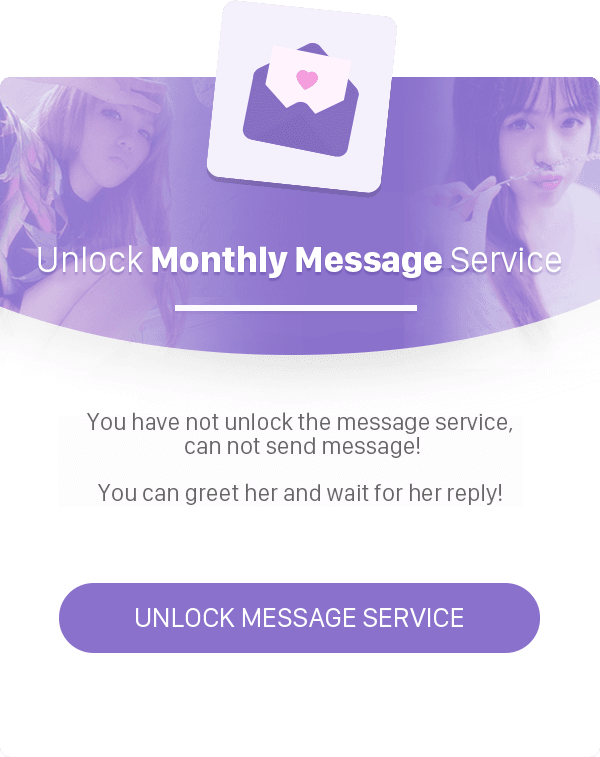 Unlock Monthly Message Service
You have not unlock the message service,
can not send message!
You can greet her and wait for her reply!
UNLOCK MESSAGE SERVICE